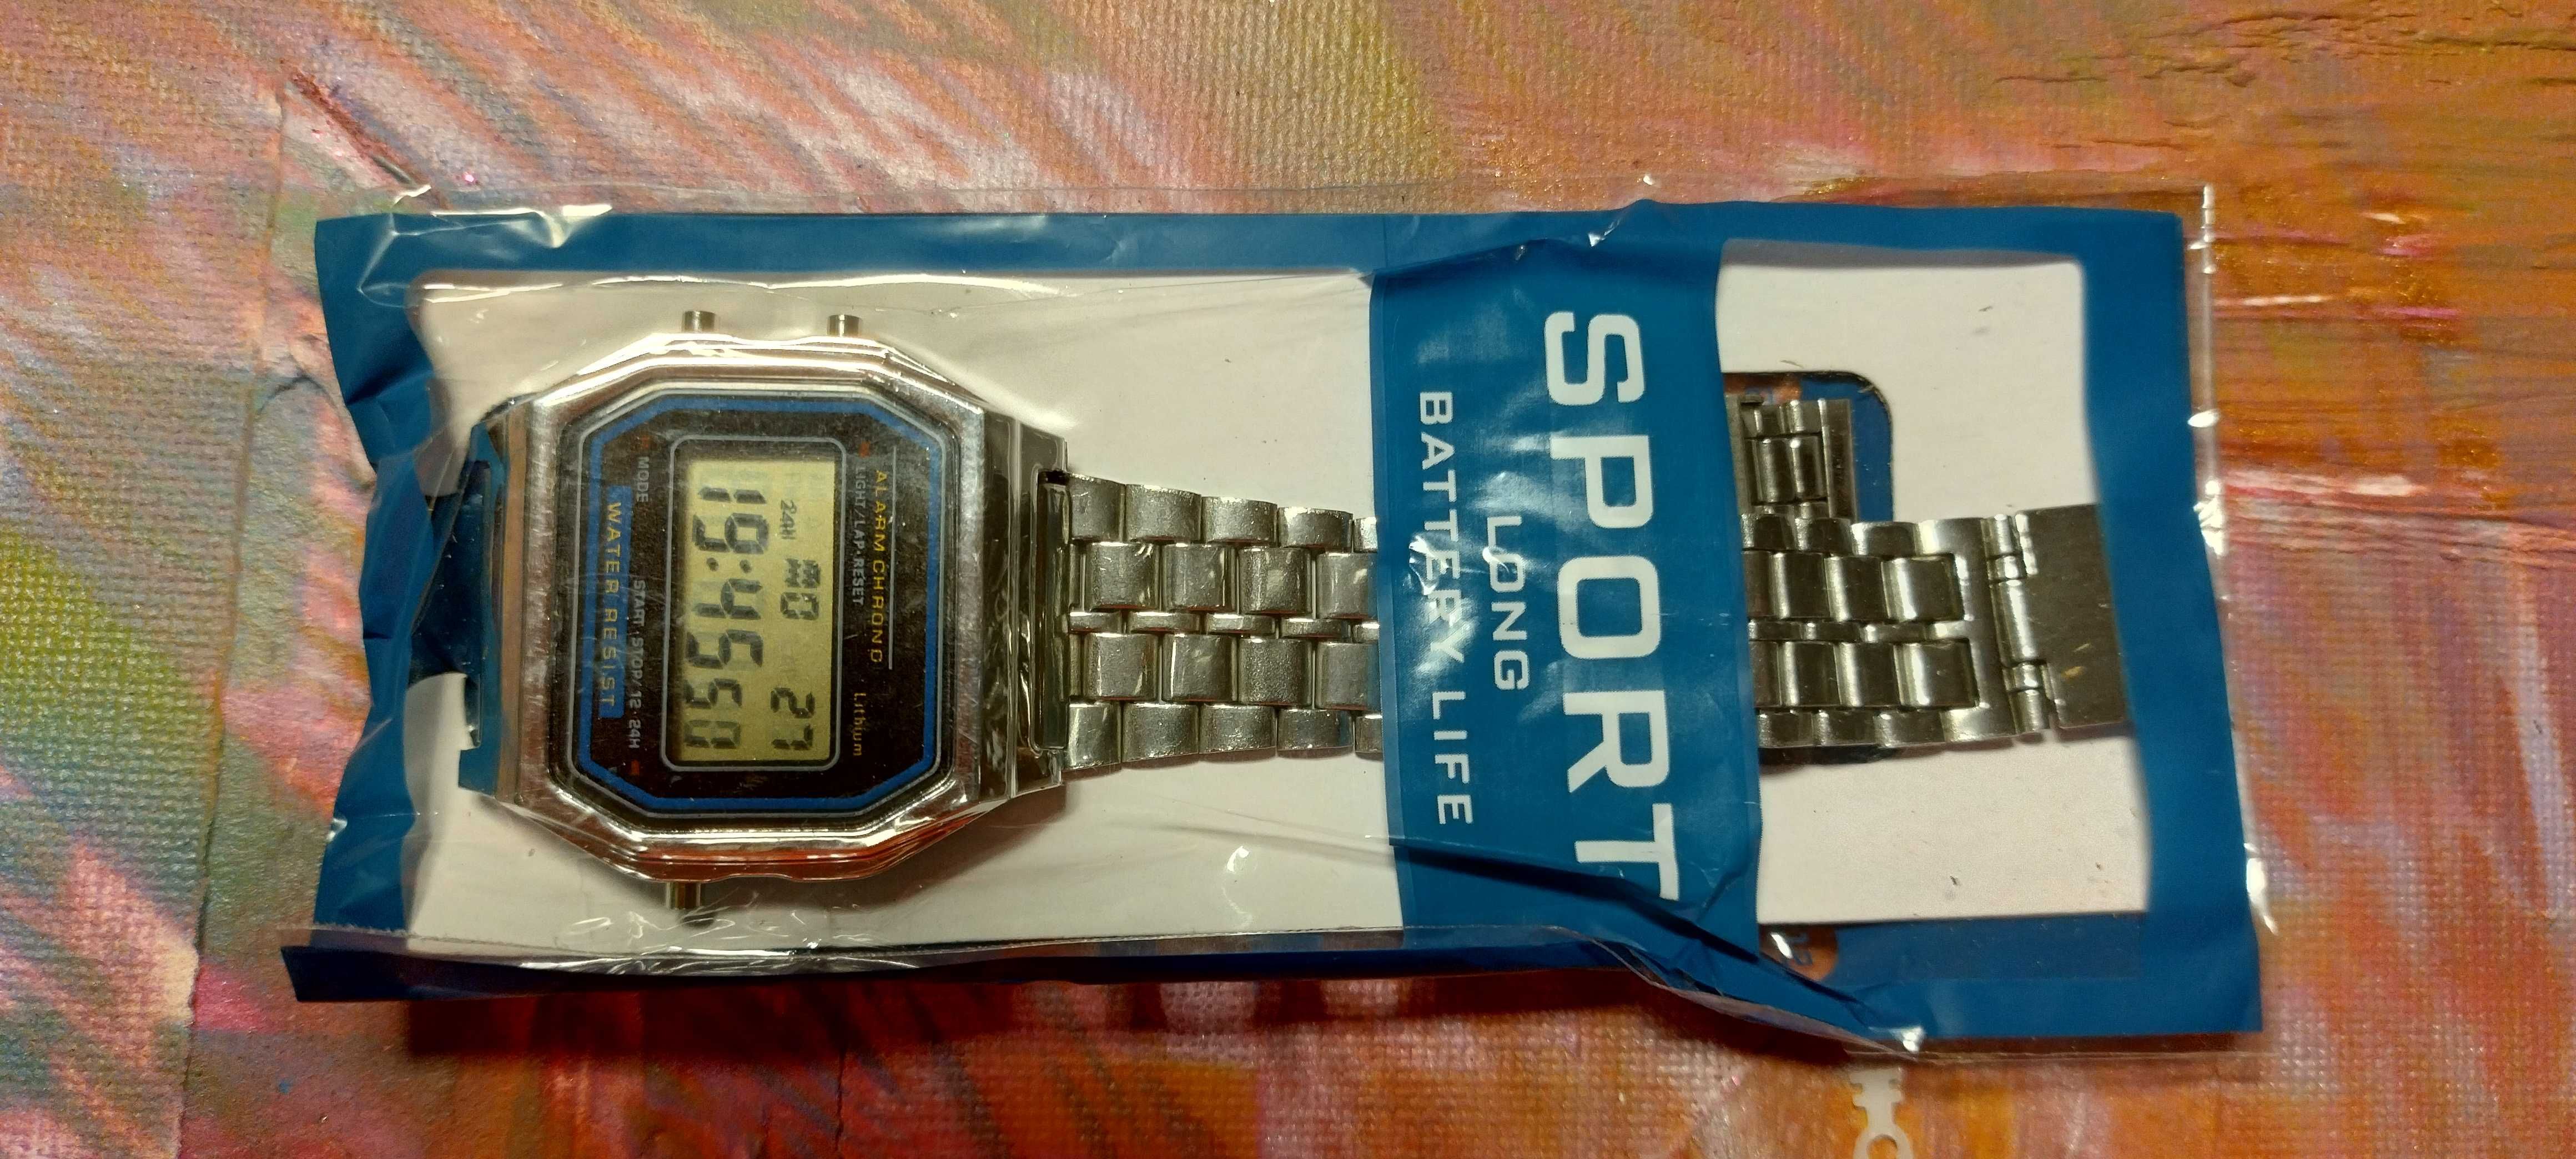 ALARM CHRONO
Lithium
LIGHT/LAP·RESET
24H MO 27
19:45 50
MODE START·STOP/12·24H
WATER RESIST
SPORT
LONG
BATTERY LIFE